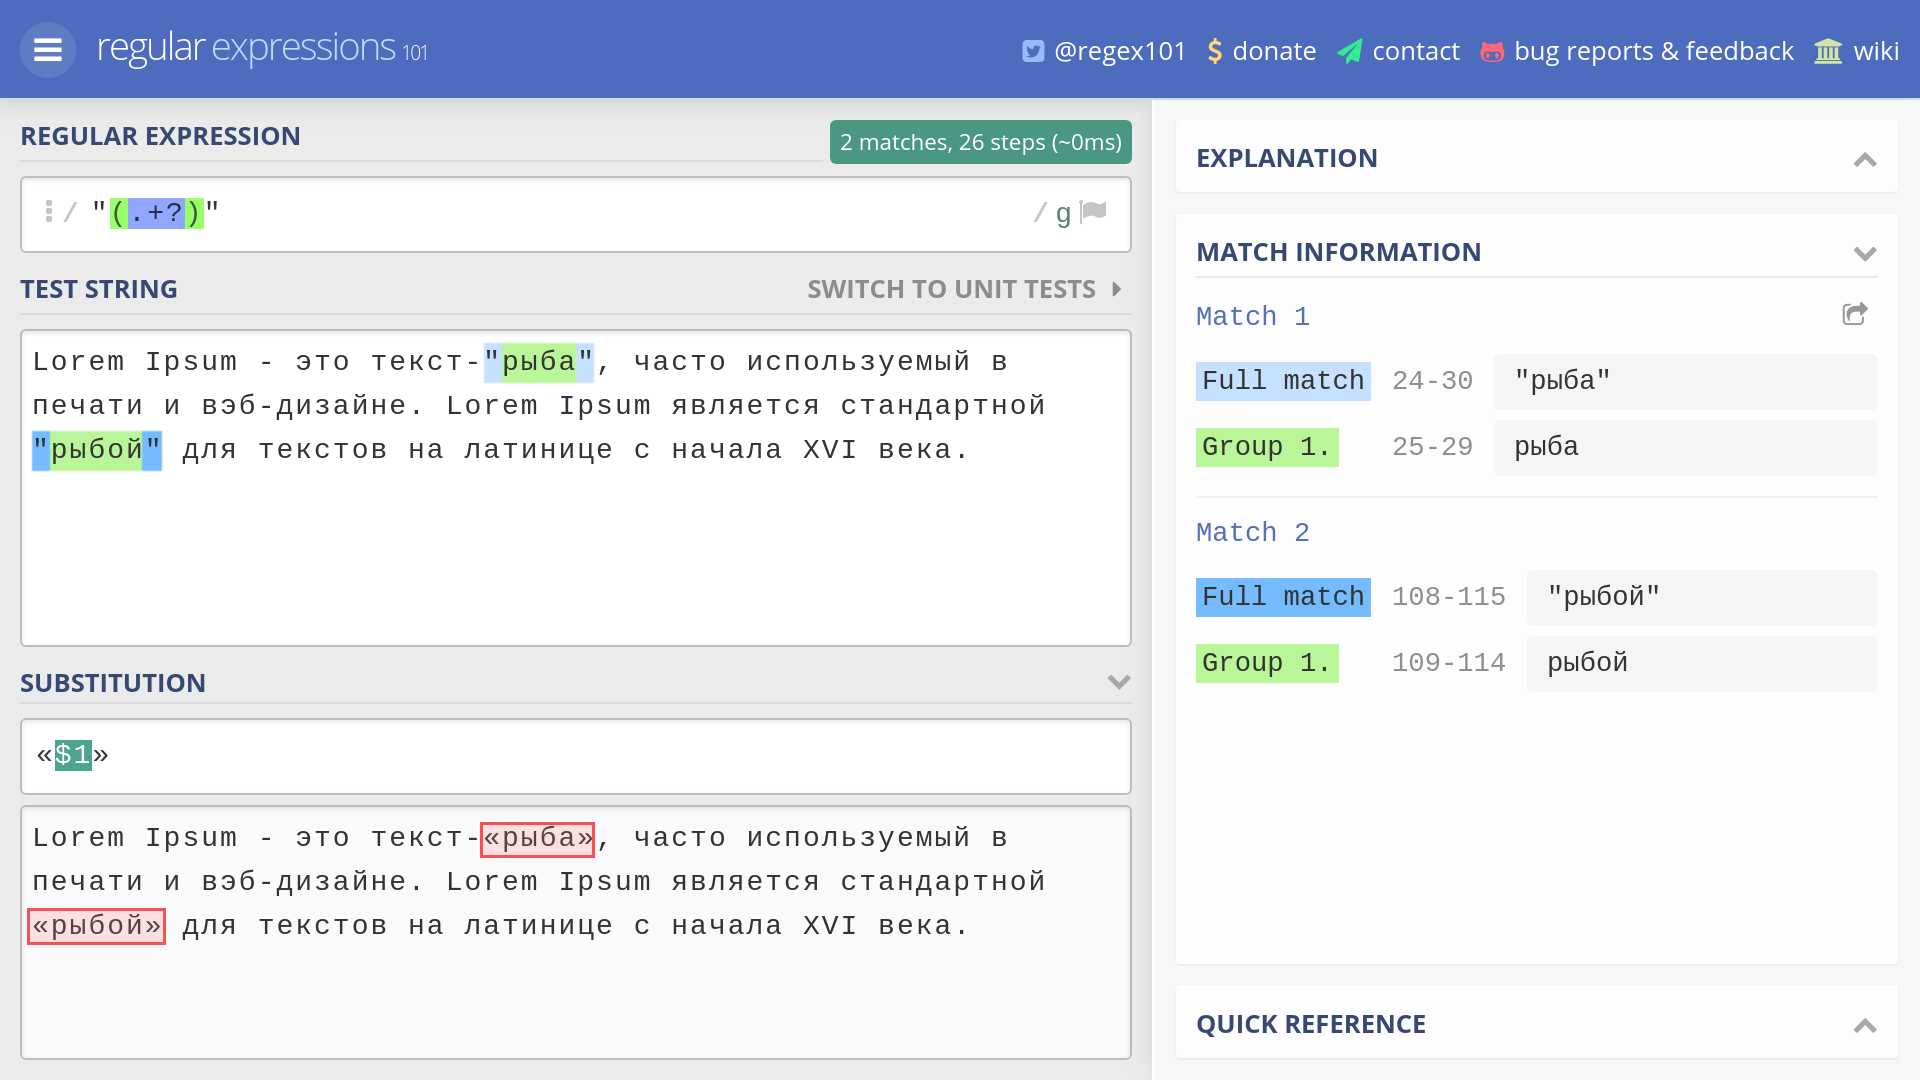 regular expressions 101
@regex101 donate contact bug reports & feedback wiki
REGULAR EXPRESSION
2 matches, 26 steps (~0ms)
/ "(.+?)" / g
TEST STRING
SWITCH TO UNIT TESTS
Lorem Ipsum - это текст-"рыба", часто используемый в
печати и вэб-дизайне. Lorem Ipsum является стандартной
"рыбой" для текстов на латинице с начала XVI века.
SUBSTITUTION
«$1»
Lorem Ipsum - это текст-«рыба», часто используемый в
печати и вэб-дизайне. Lorem Ipsum является стандартной
«рыбой» для текстов на латинице с начала XVI века.
EXPLANATION
MATCH INFORMATION
Match 1
Full match 24-30 "рыба"
Group 1. 25-29 рыба
Match 2
Full match 108-115 "рыбой"
Group 1. 109-114 рыбой
QUICK REFERENCE